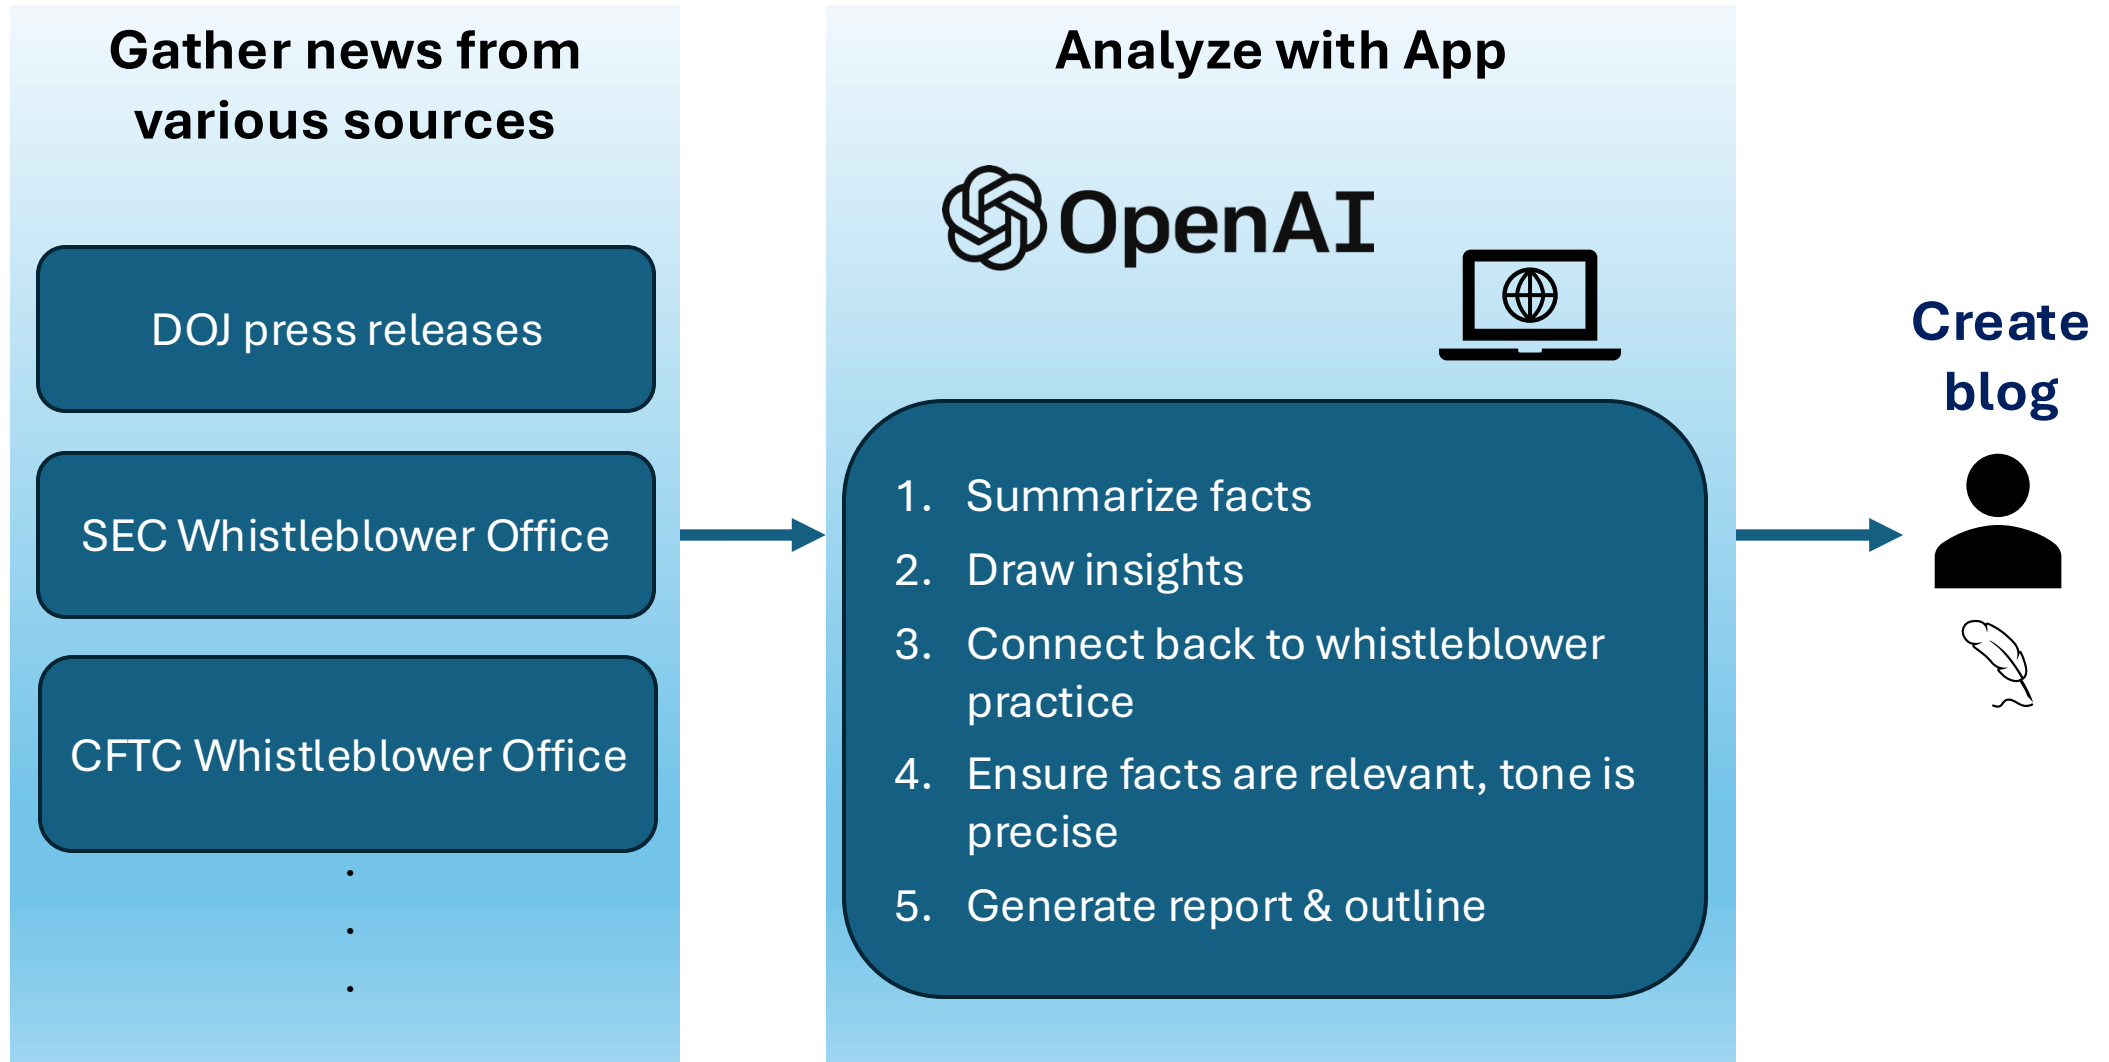 Gather news from
various sources
DOJ press releases
SEC Whistleblower Office
CFTC Whistleblower Office
.
.
.
Analyze with App
OpenAI
1. Summarize facts
2. Draw insights
3. Connect back to whistleblower
practice
4. Ensure facts are relevant, tone is
precise
5. Generate report & outline
Create
blog